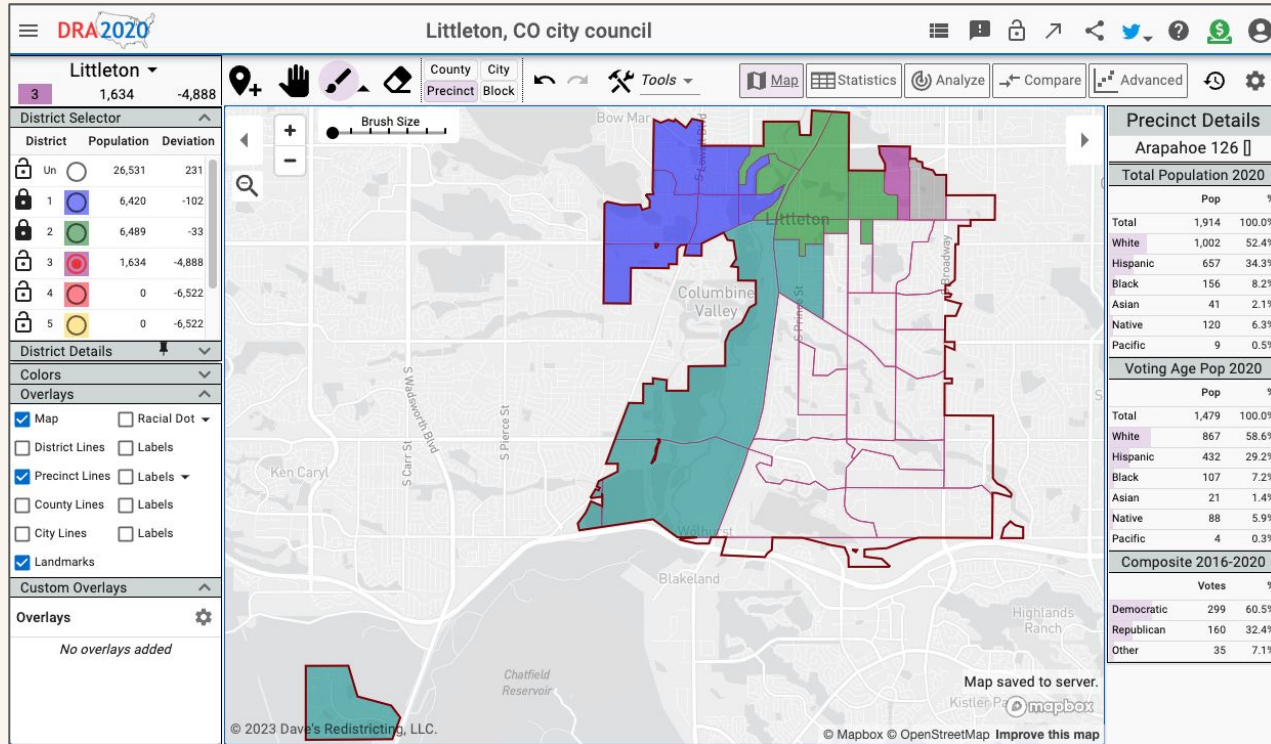 DRA2020
Littleton, CO city council
Littleton
3 1,634 -4,888
County City
Precinct Block
Tools
Map
Statistics
Analyze
Compare
Advanced
District Selector
District Population Deviation
Un 26,531 231
1 6,420 -102
2 6,489 -33
3 1,634 -4,888
4 0 -6,522
5 0 -6,522
District Details
Colors
Overlays
Map Racial Dot
District Lines Labels
Precinct Lines Labels
County Lines Labels
City Lines Labels
Landmarks
Custom Overlays
Overlays
No overlays added
Brush Size
+
−
Bow Mar
S Lowell Blvd
Littleton
Columbine
Valley
S Prince St
Broadway
S Wadsworth Blvd
S Carr St
S Pierce St
Ken Caryl
Wolhurst
Blakeland
Highlands
Ranch
Chatfield
Reservoir
Map saved to server.
Kistler Pa
mapbox
© 2023 Dave's Redistricting, LLC.
© Mapbox © OpenStreetMap Improve this map
Precinct Details
Arapahoe 126 []
Total Population 2020
Pop %
Total 1,914 100.0%
White 1,002 52.4%
Hispanic 657 34.3%
Black 156 8.2%
Asian 41 2.1%
Native 120 6.3%
Pacific 9 0.5%
Voting Age Pop 2020
Pop %
Total 1,479 100.0%
White 867 58.6%
Hispanic 432 29.2%
Black 107 7.2%
Asian 21 1.4%
Native 88 5.9%
Pacific 4 0.3%
Composite 2016-2020
Votes %
Democratic 299 60.5%
Republican 160 32.4%
Other 35 7.1%